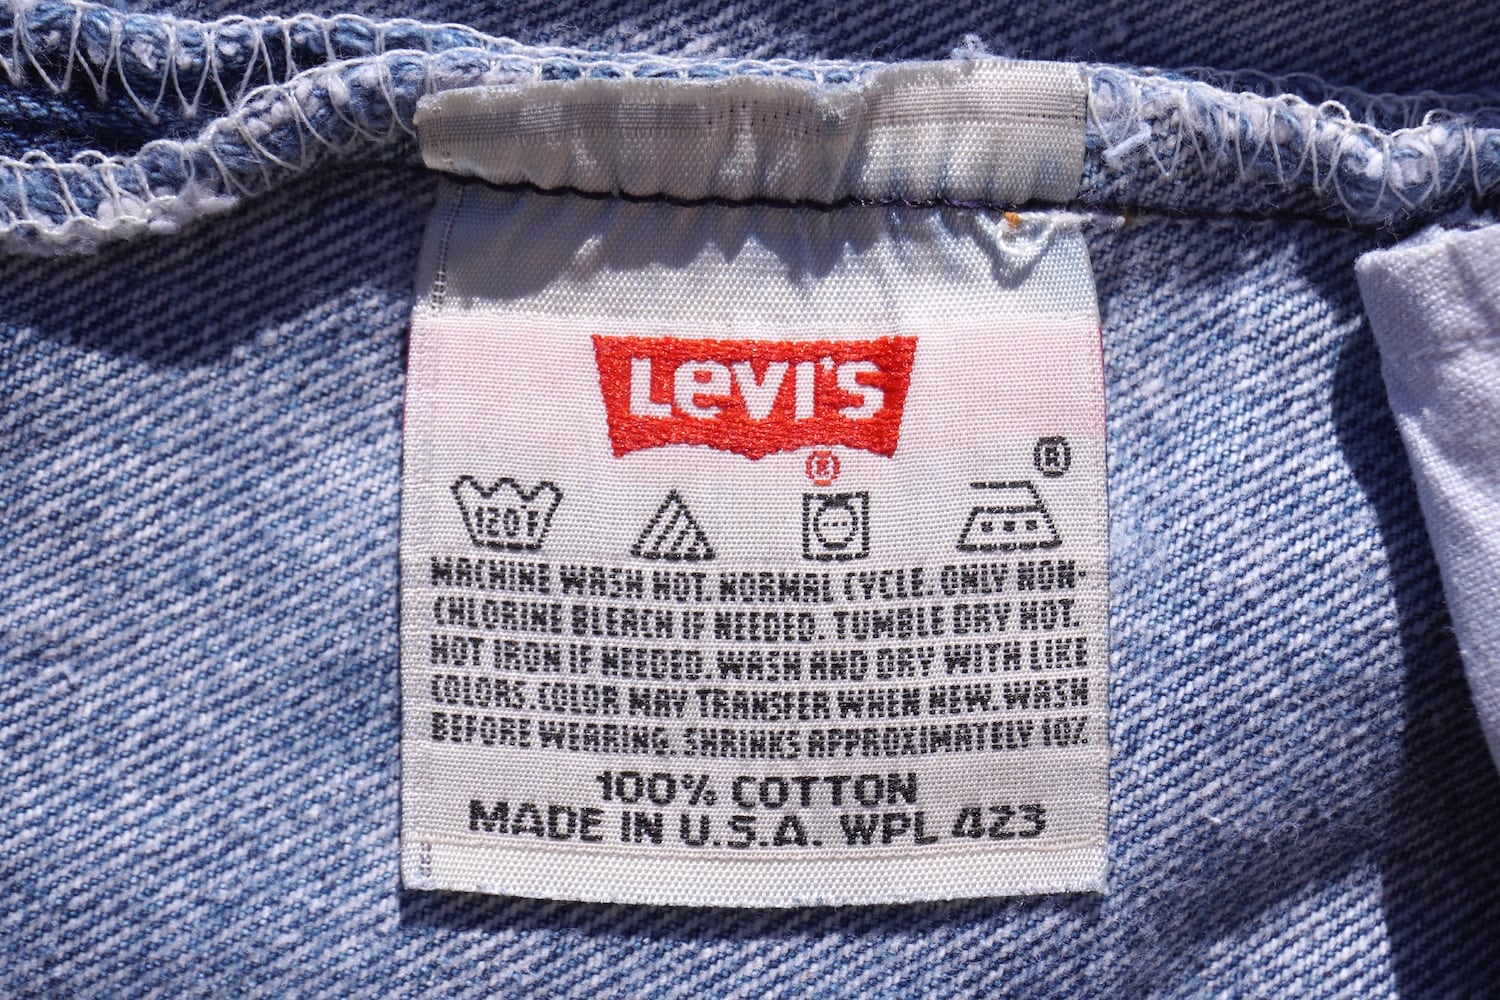 Levi's
®
®
120F
MACHINE WASH HOT NORMAL CYCLE. ONLY NON-
CHLORINE BLEACH IF NEEDED. TUMBLE DRY HOT.
HOT IRON IF NEEDED. WASH AND DRY WITH LIKE
COLORS. COLOR MAY TRANSFER WHEN NEW. WASH
BEFORE WEARING. SHRINKS APPROXIMATELY 10%.
100% COTTON
MADE IN U.S.A. WPL 423